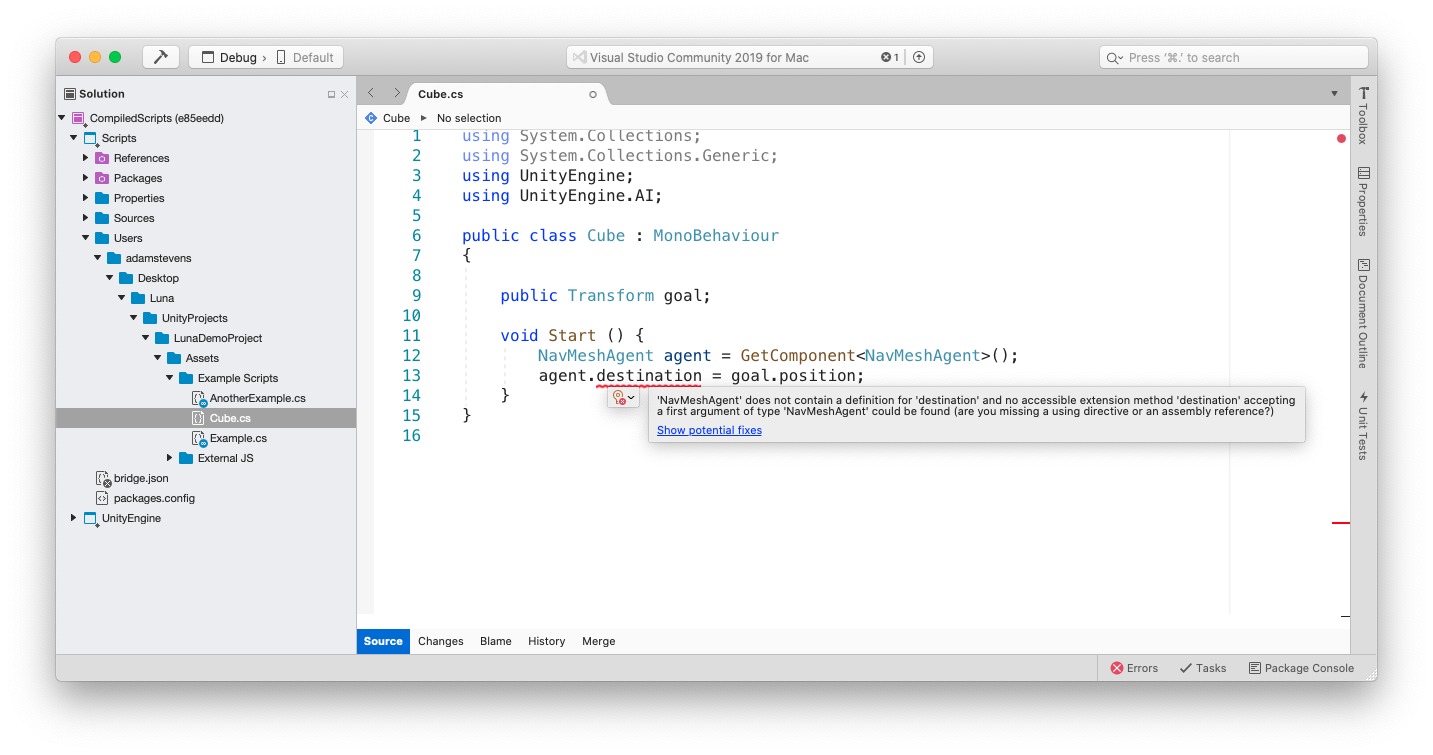 Debug › Default
Visual Studio Community 2019 for Mac
1
Press ‘⌘.’ to search
Solution
CompiledScripts (e85eedd)
Scripts
References
Packages
Properties
Sources
Users
adamstevens
Desktop
Luna
UnityProjects
LunaDemoProject
Assets
Example Scripts
AnotherExample.cs
Cube.cs
Example.cs
External JS
bridge.json
packages.config
UnityEngine
Cube.cs
Cube ▸ No selection
1 using System.Collections;
2 using System.Collections.Generic;
3 using UnityEngine;
4 using UnityEngine.AI;
5
6 public class Cube : MonoBehaviour
7 {
8
9 public Transform goal;
10
11 void Start () {
12 NavMeshAgent agent = GetComponent<NavMeshAgent>();
13 agent.destination = goal.position;
14 }
15 }
16
'NavMeshAgent' does not contain a definition for 'destination' and no accessible extension method 'destination' accepting
a first argument of type 'NavMeshAgent' could be found (are you missing a using directive or an assembly reference?)
Show potential fixes
Toolbox
Properties
Document Outline
Unit Tests
Source Changes Blame History Merge
Errors Tasks Package Console